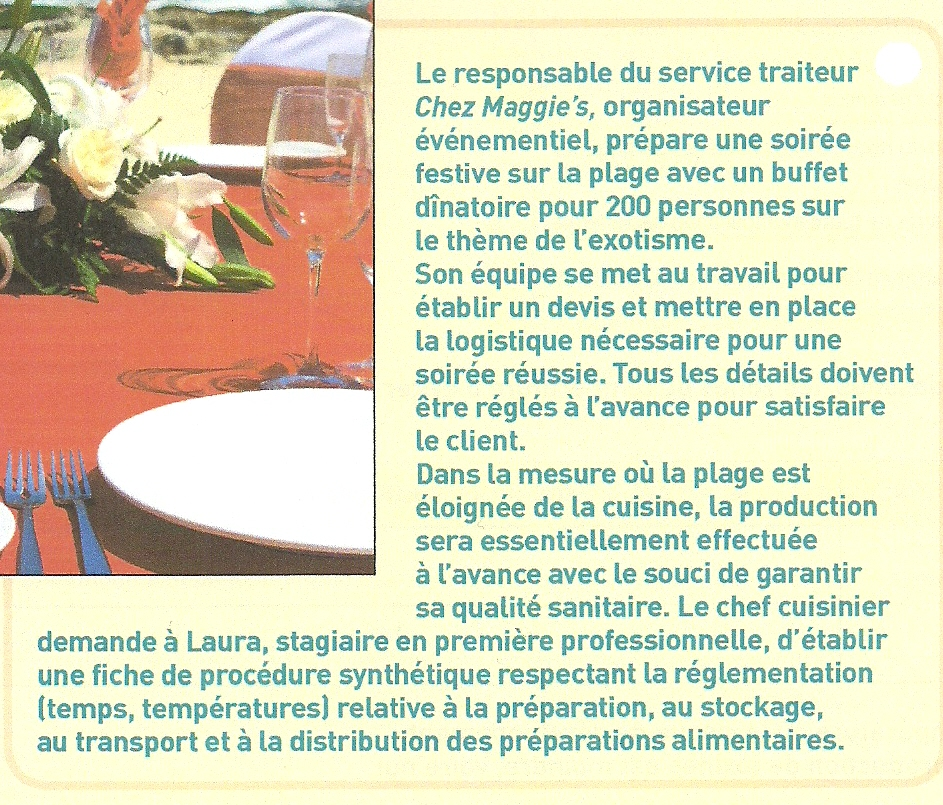 Le responsable du service traiteur
Chez Maggie's, organisateur
événementiel, prépare une soirée
festive sur la plage avec un buffet
dînatoire pour 200 personnes sur
le thème de l'exotisme.
Son équipe se met au travail pour
établir un devis et mettre en place
la logistique nécessaire pour une
soirée réussie. Tous les détails doivent
être réglés à l'avance pour satisfaire
le client.
Dans la mesure où la plage est
éloignée de la cuisine, la production
sera essentiellement effectuée
à l'avance avec le souci de garantir
sa qualité sanitaire. Le chef cuisinier
demande à Laura, stagiaire en première professionnelle, d'établir
une fiche de procédure synthétique respectant la réglementation
(temps, températures) relative à la préparation, au stockage,
au transport et à la distribution des préparations alimentaires.